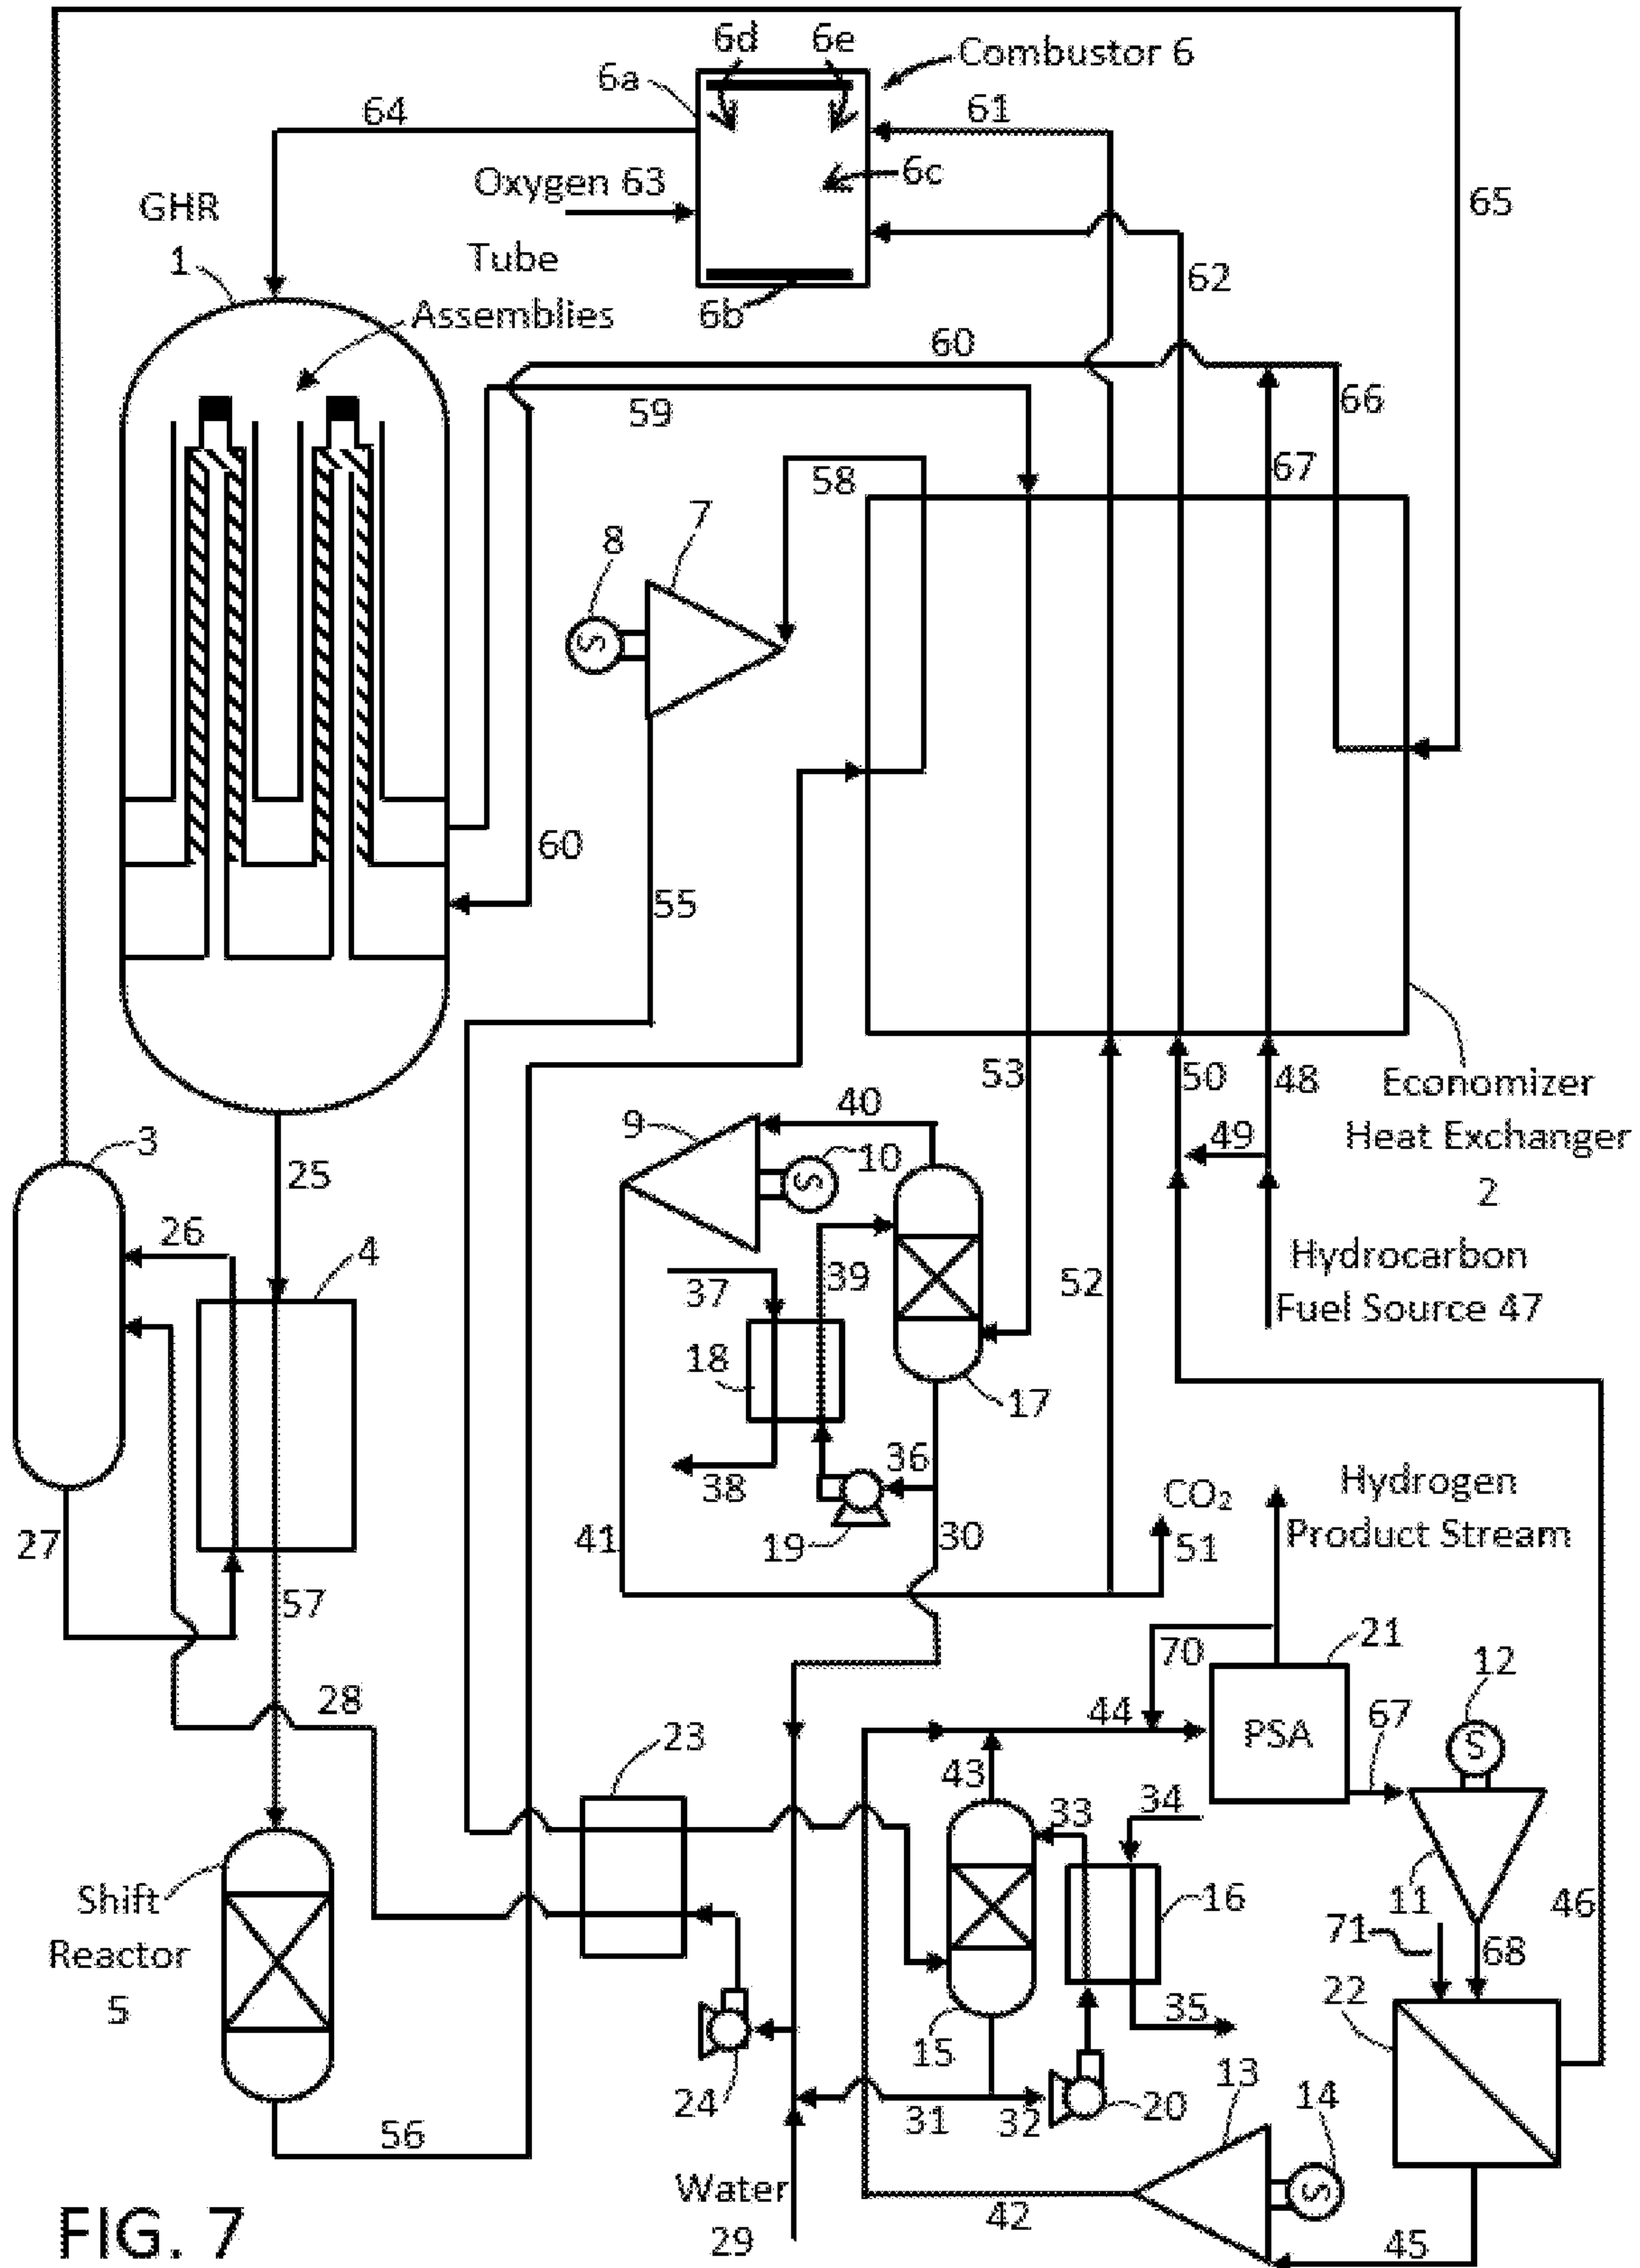 6d
6e
Combustor 6
6a
64
61
6c
Oxygen 63
65
GHR
1
Tube
Assemblies
62
6b
60
59
66
58
67
7
8
60
55
53
50
48
Economizer
Heat Exchanger
2
40
9
49
10
3
25
26
4
39
52
Hydrocarbon
Fuel Source 47
37
18
17
36
38
CO₂
Hydrogen
Product Stream
27
41
19
30
51
57
70
21
12
28
44
PSA
67
S
23
43
34
33
Shift
Reactor
5
16
11
46
71
68
35
22
15
24
13
14
31
32
20
56
Water
29
42
45
S
S
S
FIG. 7